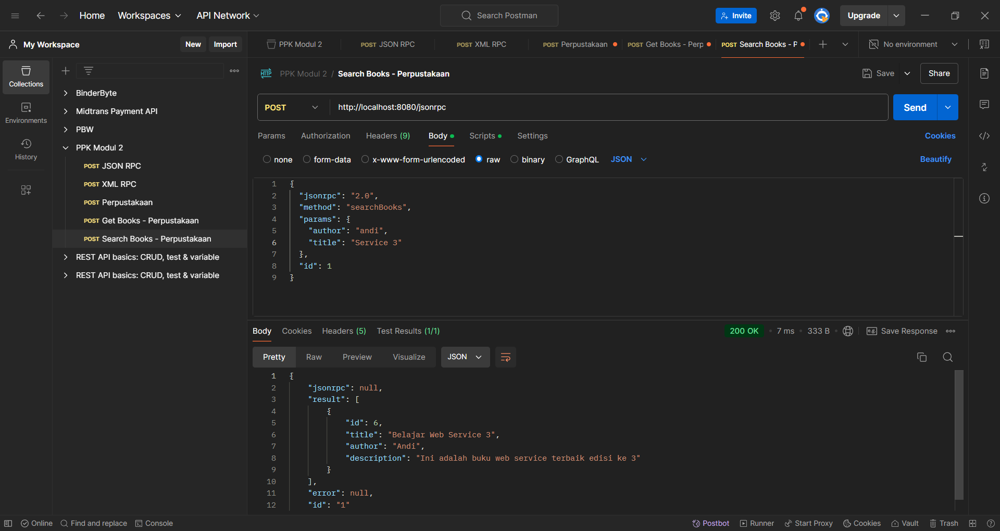 Home Workspaces API Network Search Postman Invite Upgrade
My Workspace New Import PPK Modul 2 POST JSON RPC POST XML RPC POST Perpustakaan POST Get Books - Perp POST Search Books - P No environment
Collections
Environments
History
BinderByte
Midtrans Payment API
PBW
PPK Modul 2
POST JSON RPC
POST XML RPC
POST Perpustakaan
POST Get Books - Perpustakaan
POST Search Books - Perpustakaan
REST API basics: CRUD, test & variable
REST API basics: CRUD, test & variable
HTTP PPK Modul 2 / Search Books - Perpustakaan Save Share
POST http://localhost:8080/jsonrpc Send
Params Authorization Headers (9) Body Scripts Settings Cookies
none form-data x-www-form-urlencoded raw binary GraphQL JSON Beautify
1 {
2 "jsonrpc": "2.0",
3 "method": "searchBooks",
4 "params": {
5 "author": "andi",
6 "title": "Service 3"
7 },
8 "id": 1
9 }
Body Cookies Headers (5) Test Results (1/1) 200 OK • 7 ms • 333 B • e.g. Save Response
Pretty Raw Preview Visualize JSON
1 {
2 "jsonrpc": null,
3 "result": [
4 {
5 "id": 6,
6 "title": "Belajar Web Service 3",
7 "author": "Andi",
8 "description": "Ini adalah buku web service terbaik edisi ke 3"
9 }
10 ],
11 "error": null,
12 "id": "1"
Online Find and replace Console Postbot Runner Start Proxy Cookies Vault Trash